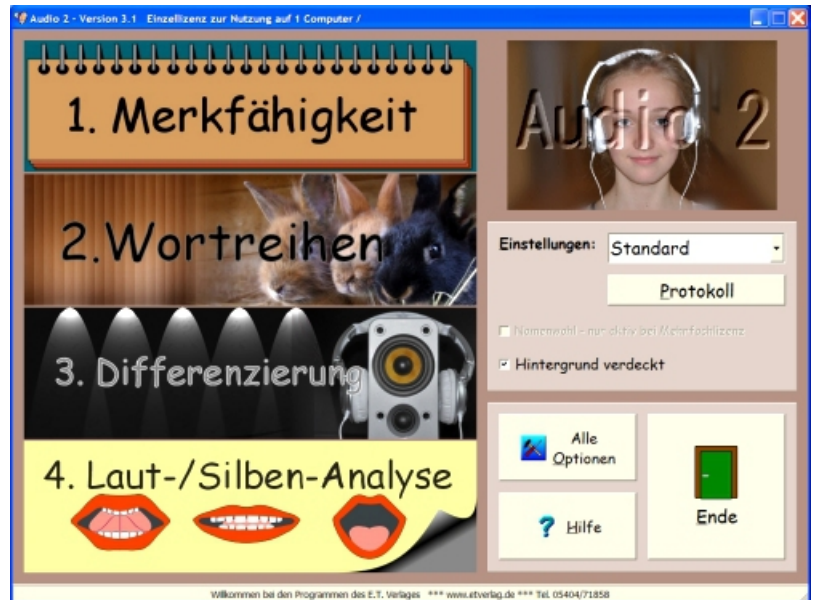 Audio 2 - Version 3.1 Einzellizenz zur Nutzung auf 1 Computer /
1. Merkfähigkeit
2.Wortreihen
3. Differenzierung
4. Laut-/Silben-Analyse
Audio 2
Einstellungen: Standard
Protokoll
Namenwahl - nur aktiv bei Mehrfachlizenz
Hintergrund verdeckt
Alle
Optionen
Hilfe
Ende
Willkommen bei den Programmen des E.T. Verlages *** www.etverlag.de *** Tel. 05404/71858